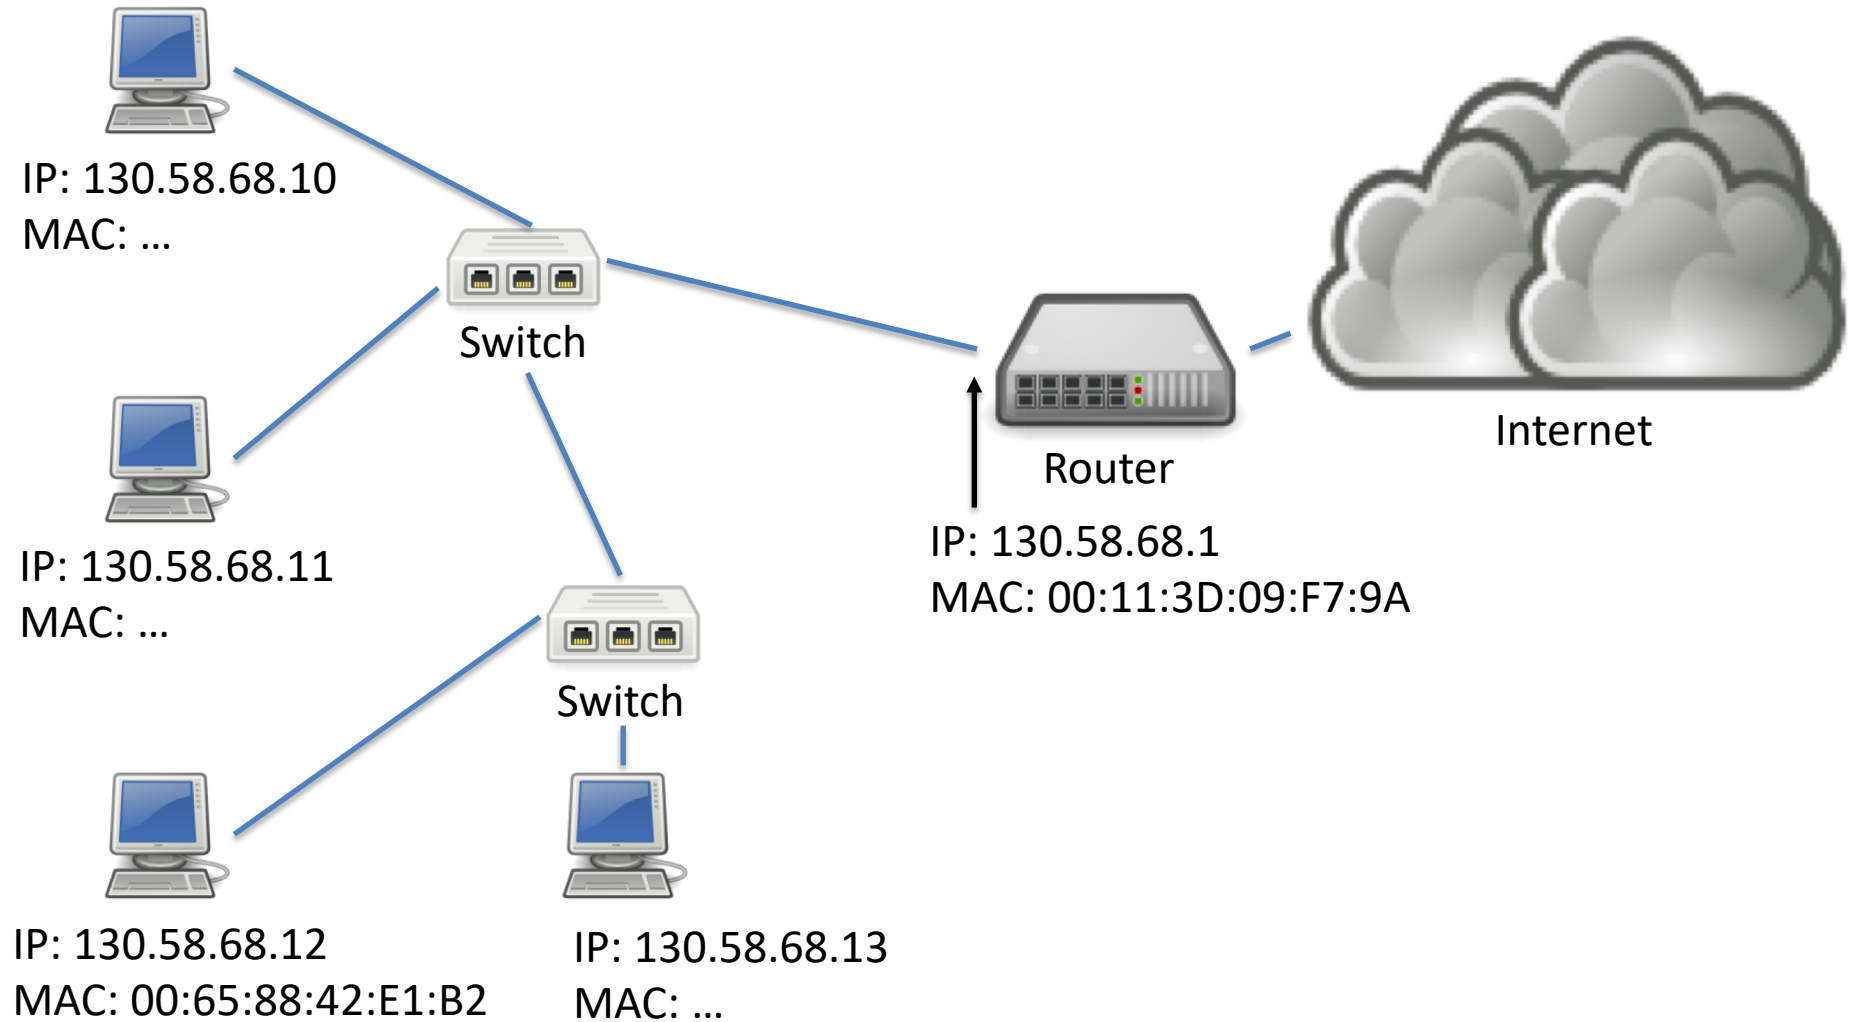 IP: 130.58.68.10
MAC: ...
Switch
Internet
Router
IP: 130.58.68.1
MAC: 00:11:3D:09:F7:9A
IP: 130.58.68.11
MAC: ...
Switch
IP: 130.58.68.12
MAC: 00:65:88:42:E1:B2
IP: 130.58.68.13
MAC: ...